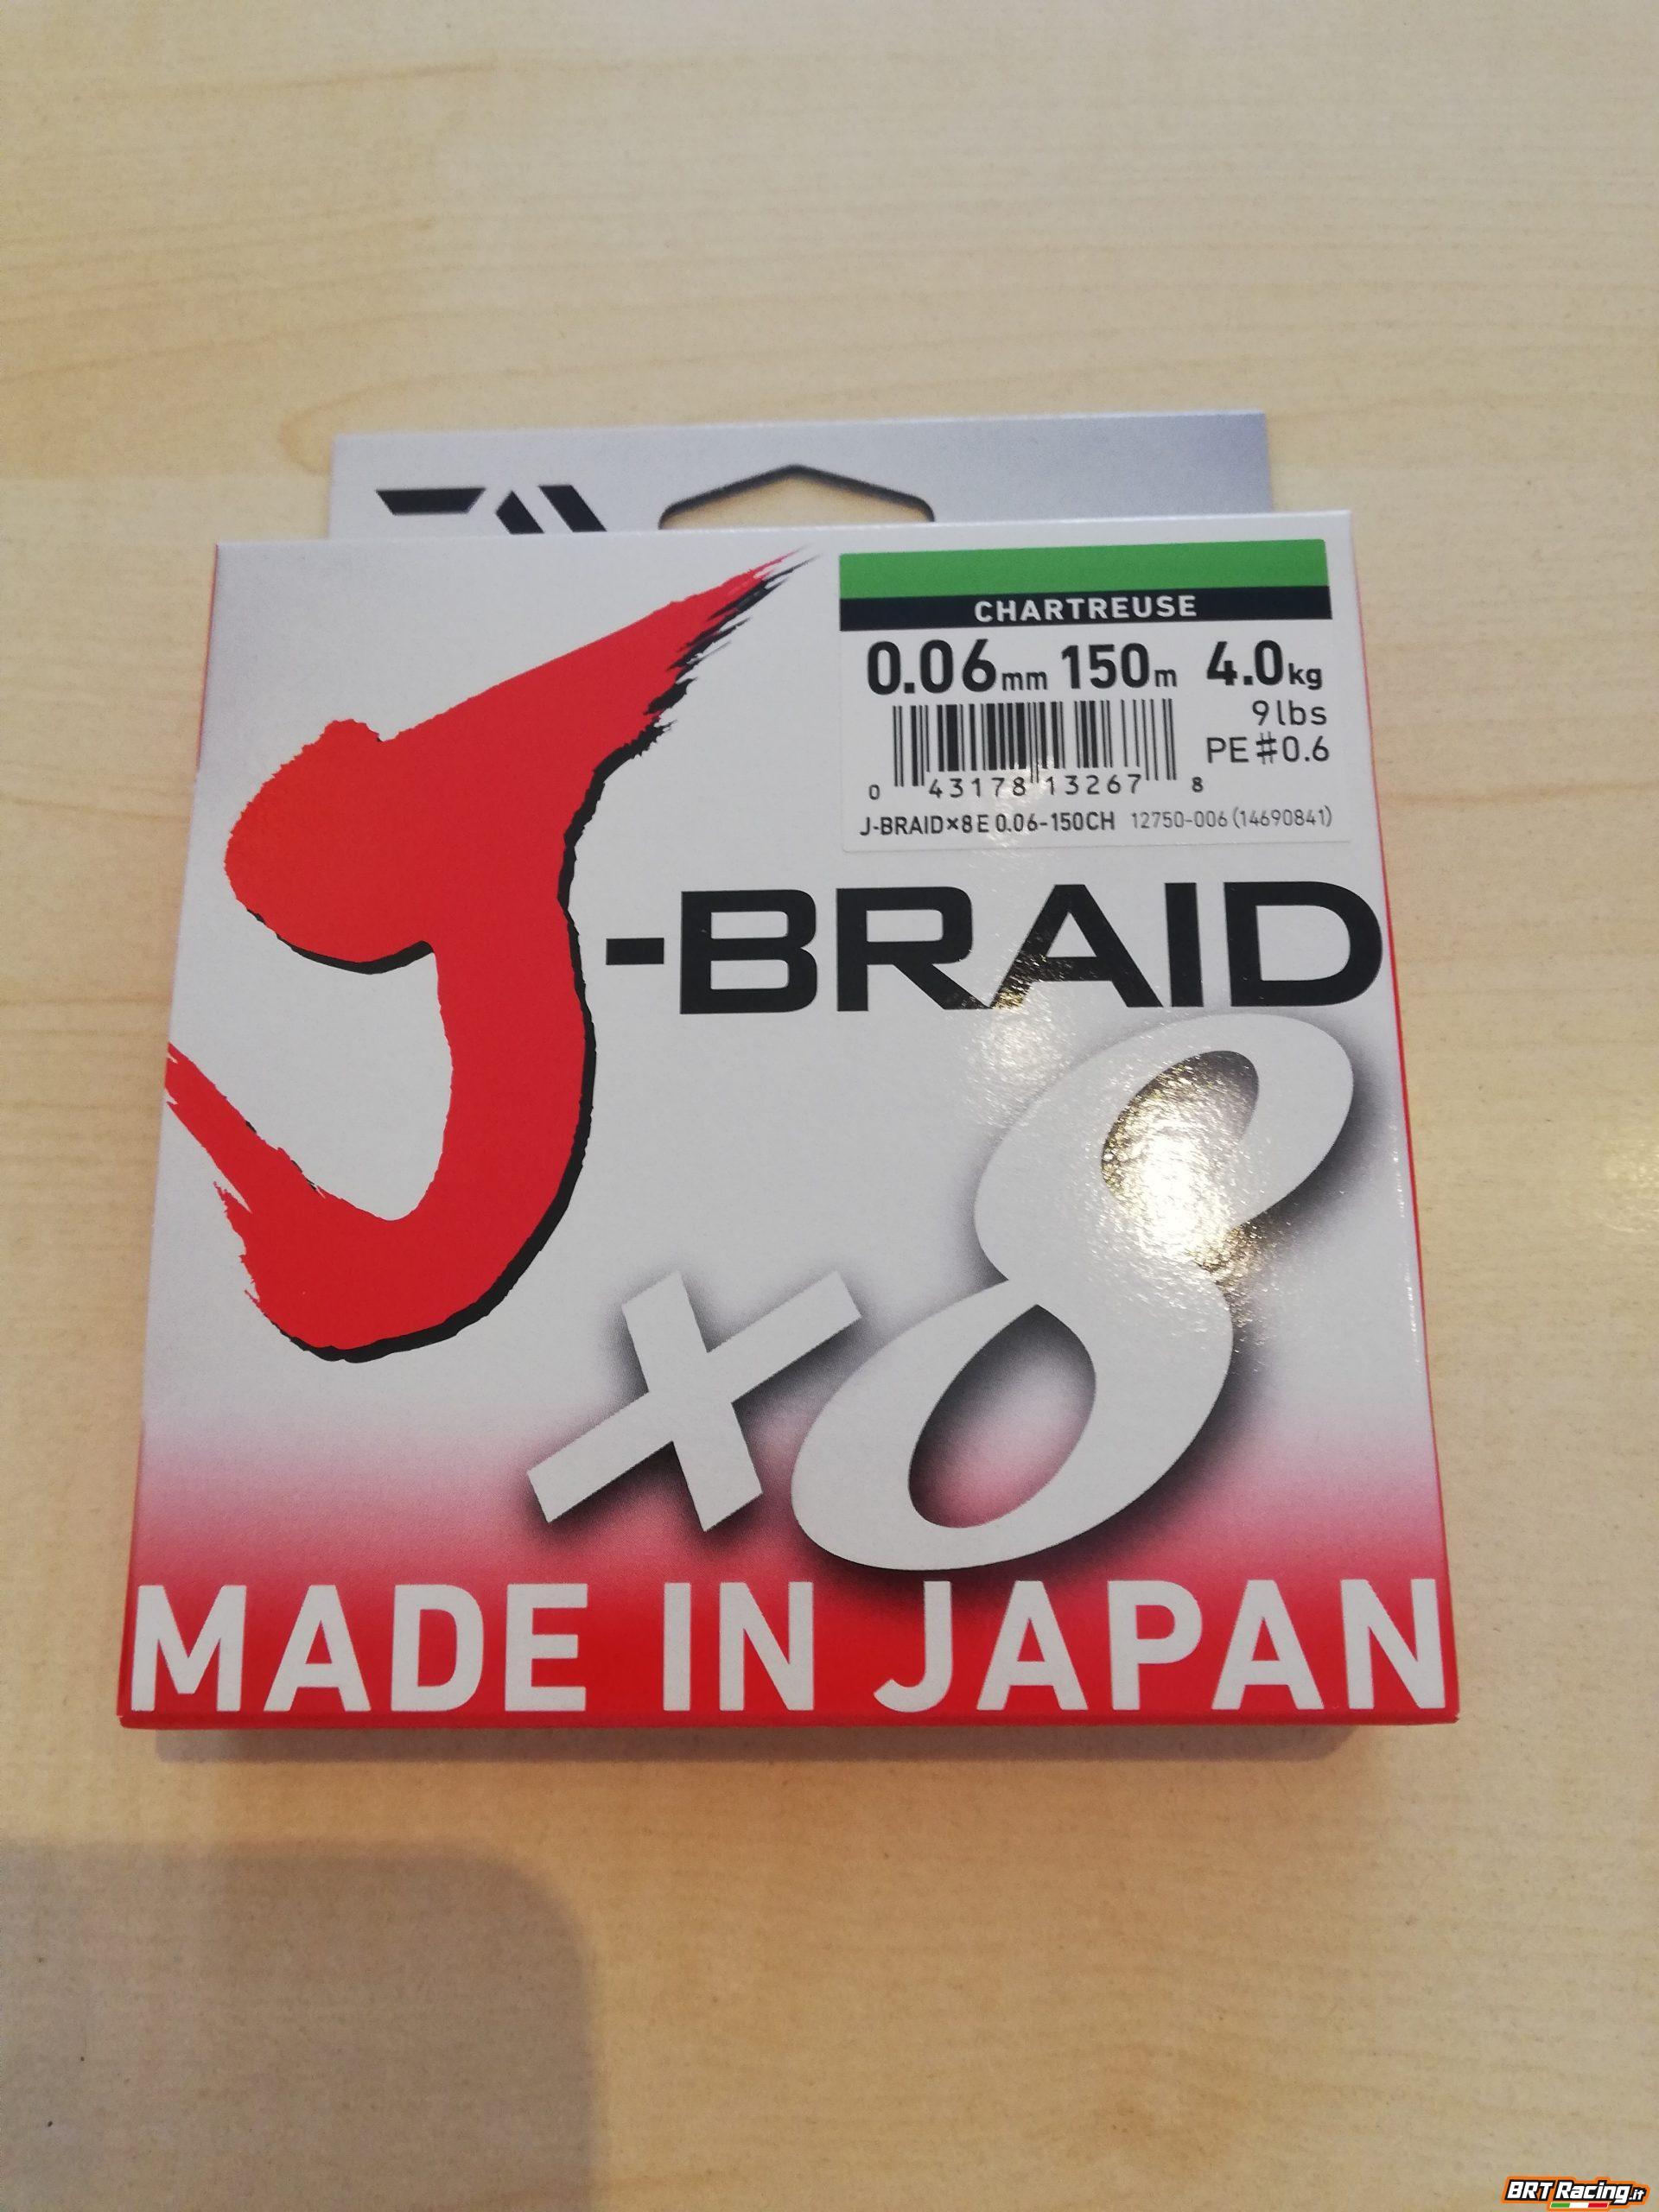 CHARTREUSE
0.06mm 150m 4.0kg
9lbs
PE#0.6
0 43178 13267 8
J-BRAID×8E 0.06-150CH 12750-006 (14690841)
J-BRAID
×8
MADE IN JAPAN
BRT Racing.it